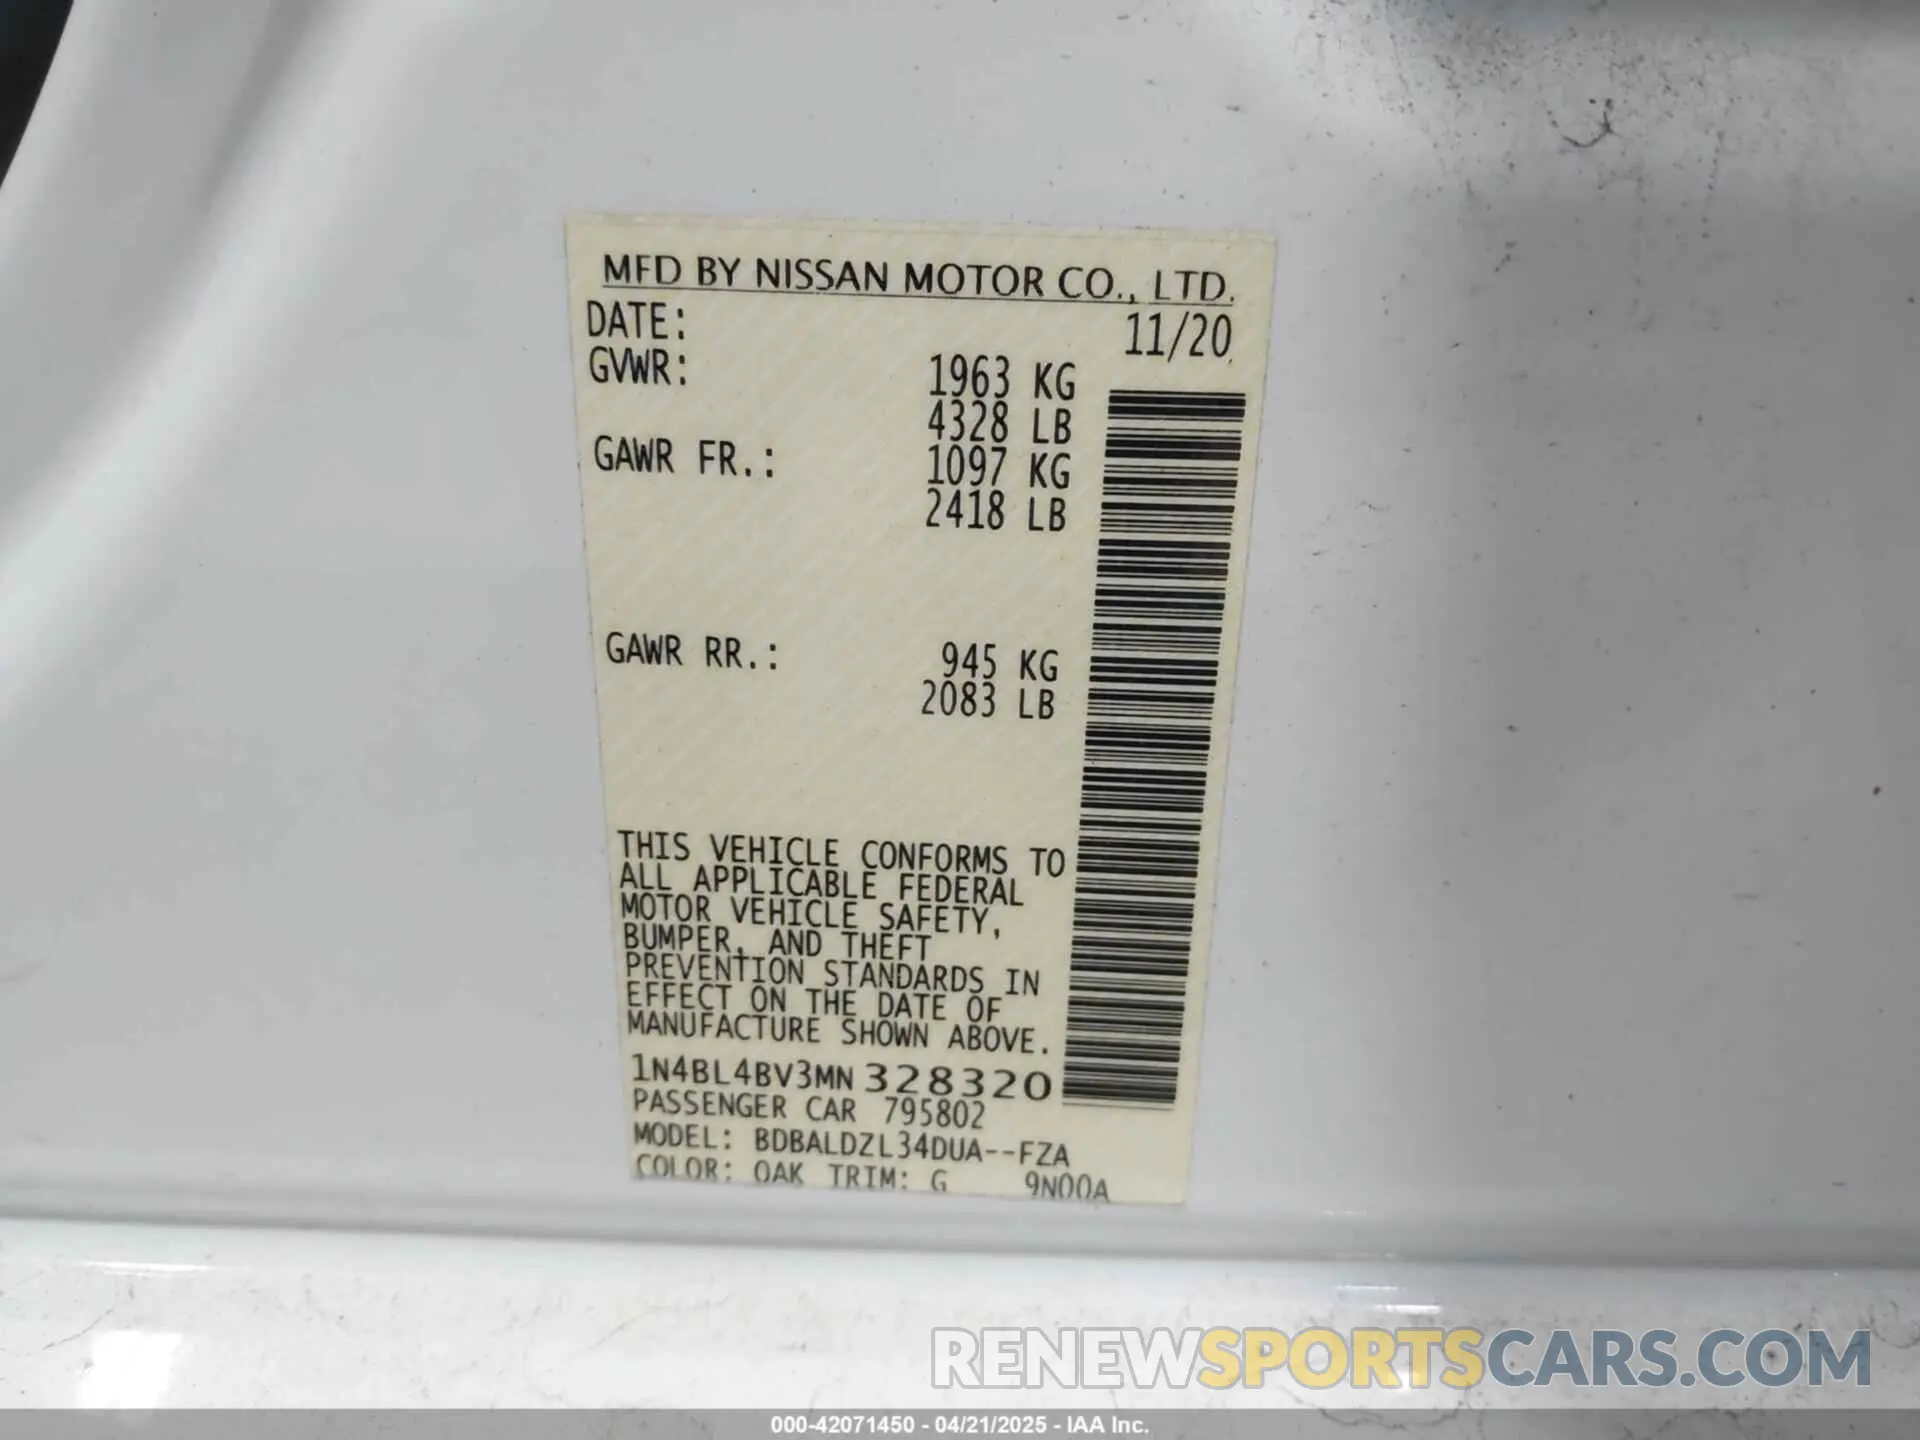 MFD BY NISSAN MOTOR CO., LTD.
DATE: 11/20
GVWR: 1963 KG
4328 LB
GAWR FR.: 1097 KG
2418 LB
GAWR RR.: 945 KG
2083 LB
THIS VEHICLE CONFORMS TO
ALL APPLICABLE FEDERAL
MOTOR VEHICLE SAFETY,
BUMPER, AND THEFT
PREVENTION STANDARDS IN
EFFECT ON THE DATE OF
MANUFACTURE SHOWN ABOVE.
1N4BL4BV3MN328320
PASSENGER CAR 795802
MODEL: BDBALDZL34DUA--FZA
COLOR: QAK TRIM: G 9N00A
RENEWSPORTSCARS.COM
000-42071450 - 04/21/2025 - IAA Inc.